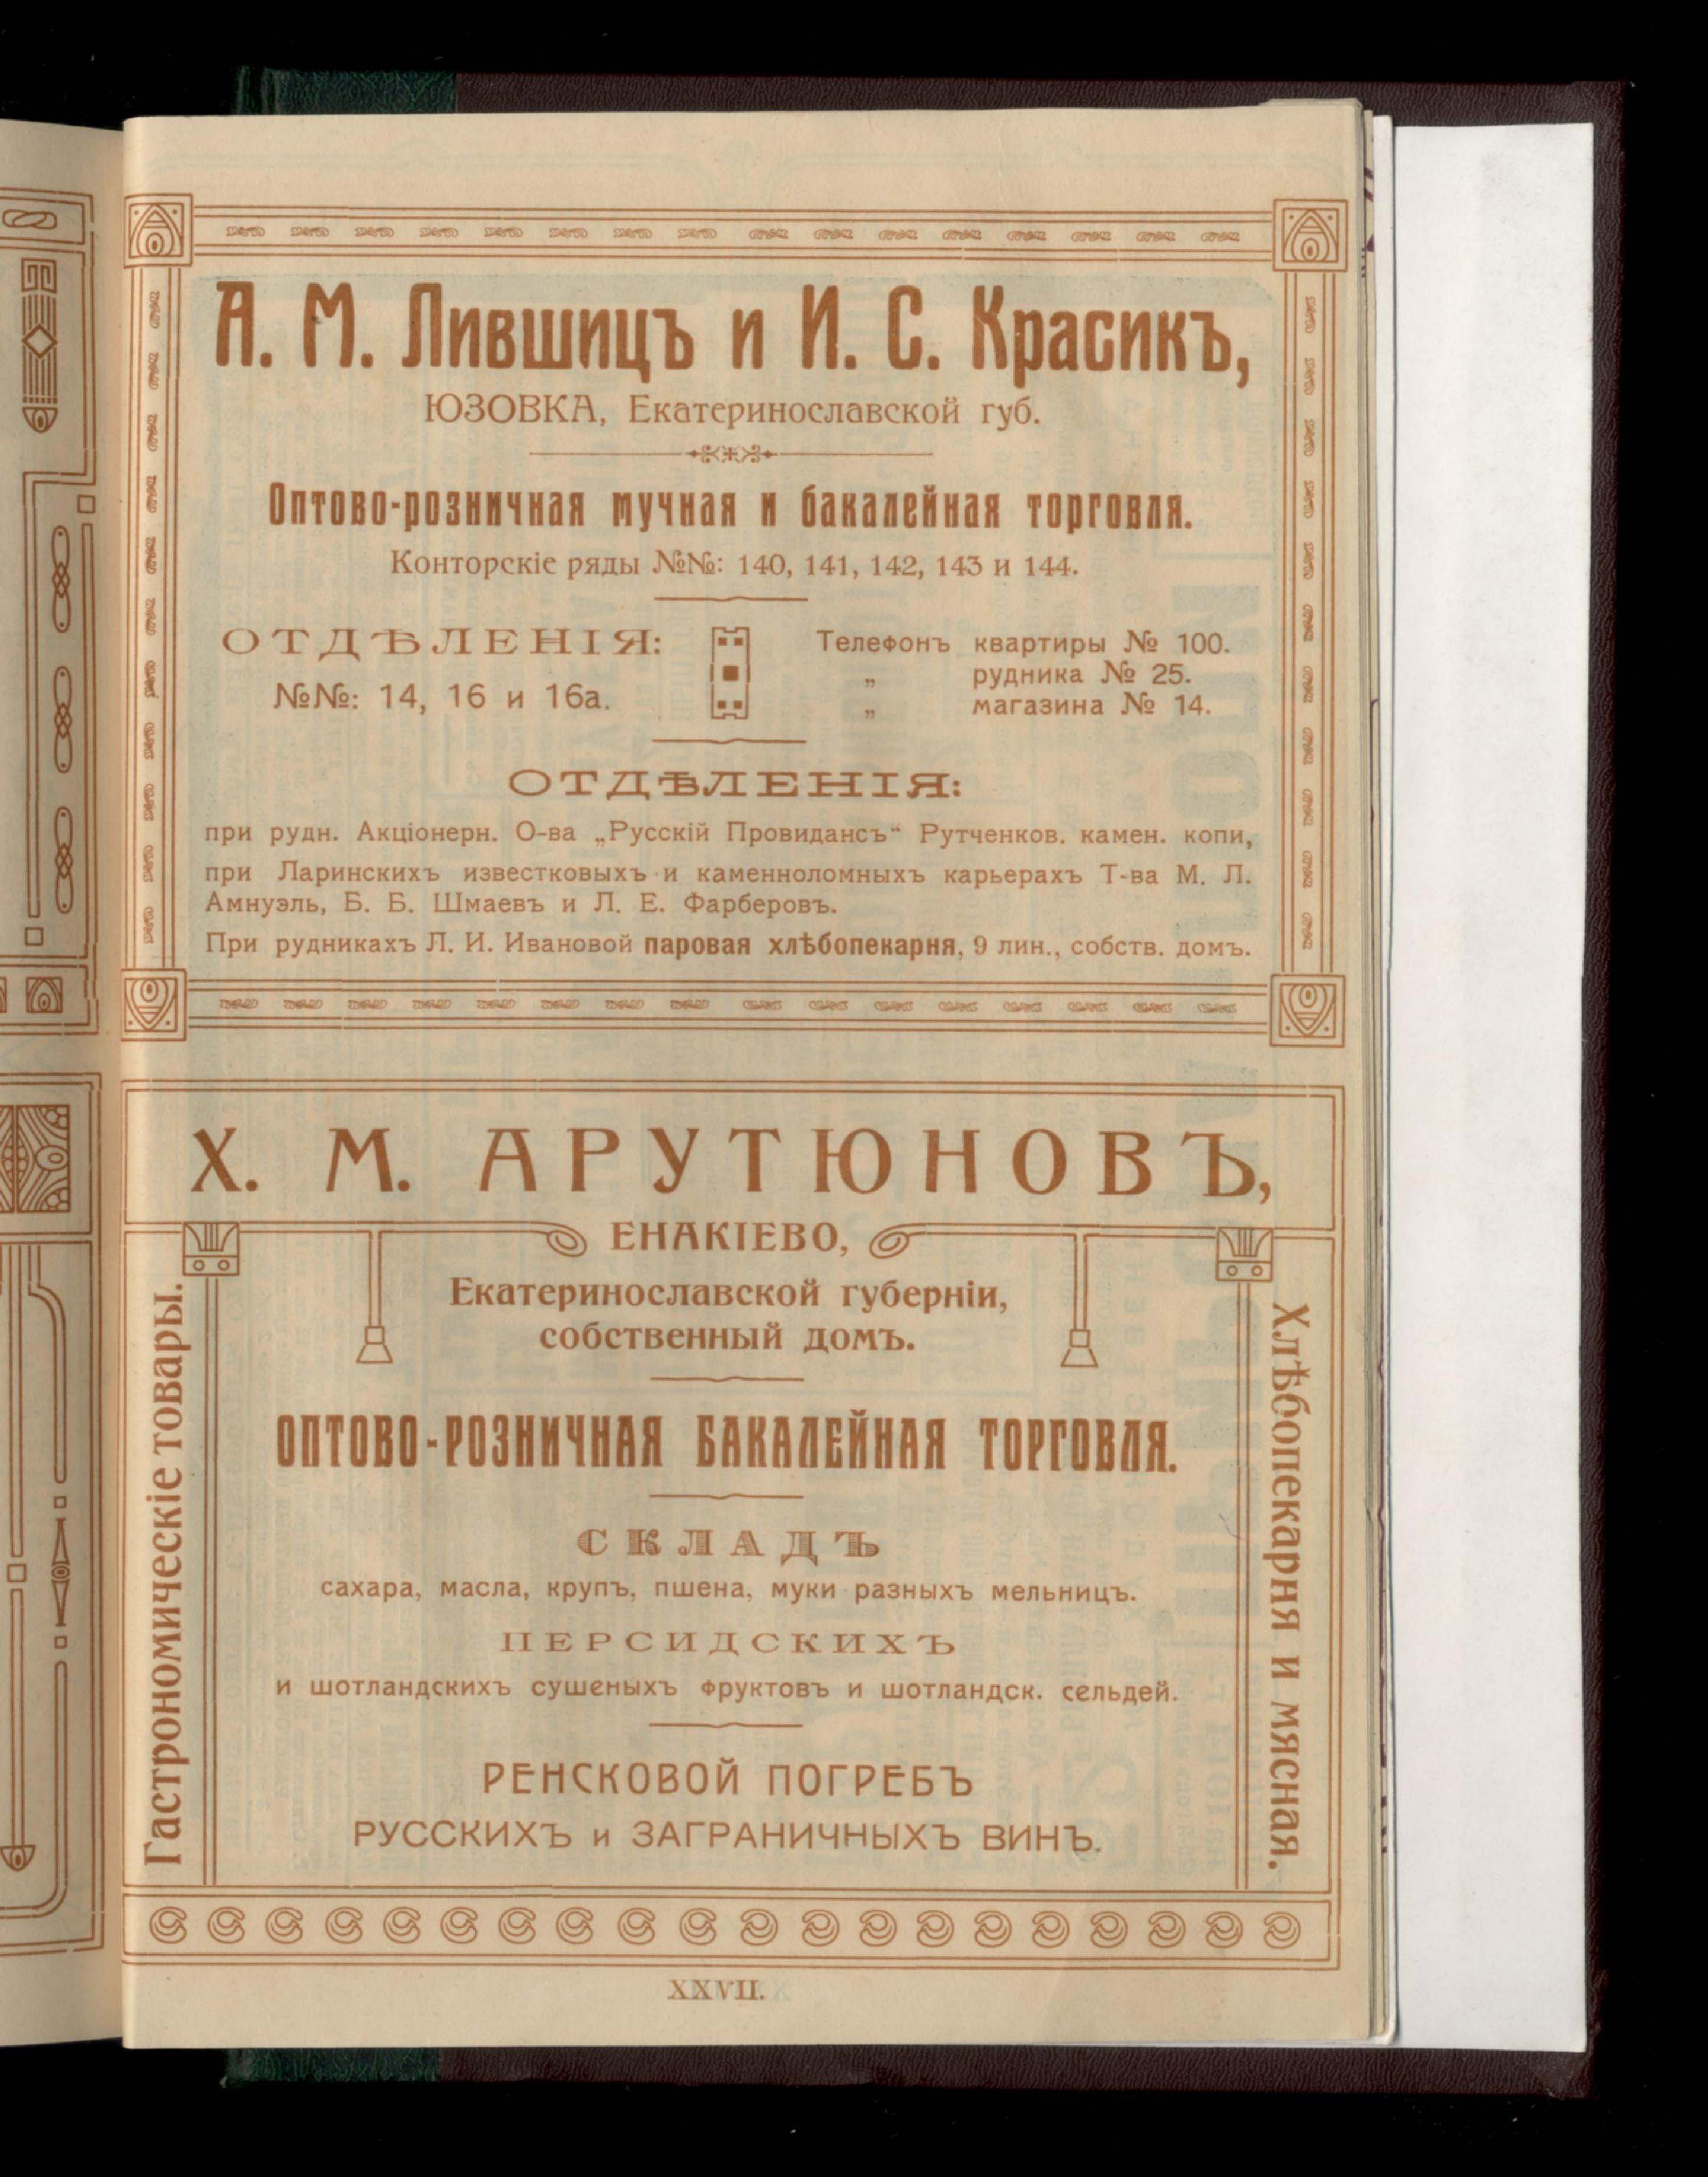 А. М. Лившицъ и И. С. Красикъ,
ЮЗОВКА, Екатеринославской губ.
Оптово-розничная мучная и бакалейная торговля.
Конторскіе ряды №№: 140, 141, 142, 143 и 144.
ОТДѢЛЕНІЯ:
№№: 14, 16 и 16а.
Телефонъ квартиры № 100.
„ рудника № 25.
„ магазина № 14.
ОТДѢЛЕНІЯ:
при рудн. Акціонерн. О-ва „Русскій Провидансъ“ Рутченков. камен. копи,
при Ларинскихъ известковыхъ и каменноломныхъ карьерахъ Т-ва М. Л.
Амнуэль, Б. Б. Шмаевъ и Л. Е. Фарберовъ.
При рудникахъ Л. И. Ивановой паровая хлѣбопекарня, 9 лин., собств. домъ.
Х. М. АРУТЮНОВЪ,
ЕНАКІЕВО,
Екатеринославской губерніи,
собственный домъ.
Гастрономическіе товары.
ОПТОВО-РОЗНИЧНАЯ БАКАЛЕЙНАЯ ТОРГОВЛЯ.
СКЛАДЪ
сахара, масла, крупъ, пшена, муки разныхъ мельницъ.
ПЕРСИДСКИХЪ
и шотландскихъ сушеныхъ фруктовъ и шотландск. сельдей.
РЕНСКОВОЙ ПОГРЕБЪ
РУССКИХЪ и ЗАГРАНИЧНЫХЪ ВИНЪ.
Хлѣбопекарня и мясная.
XXVII.